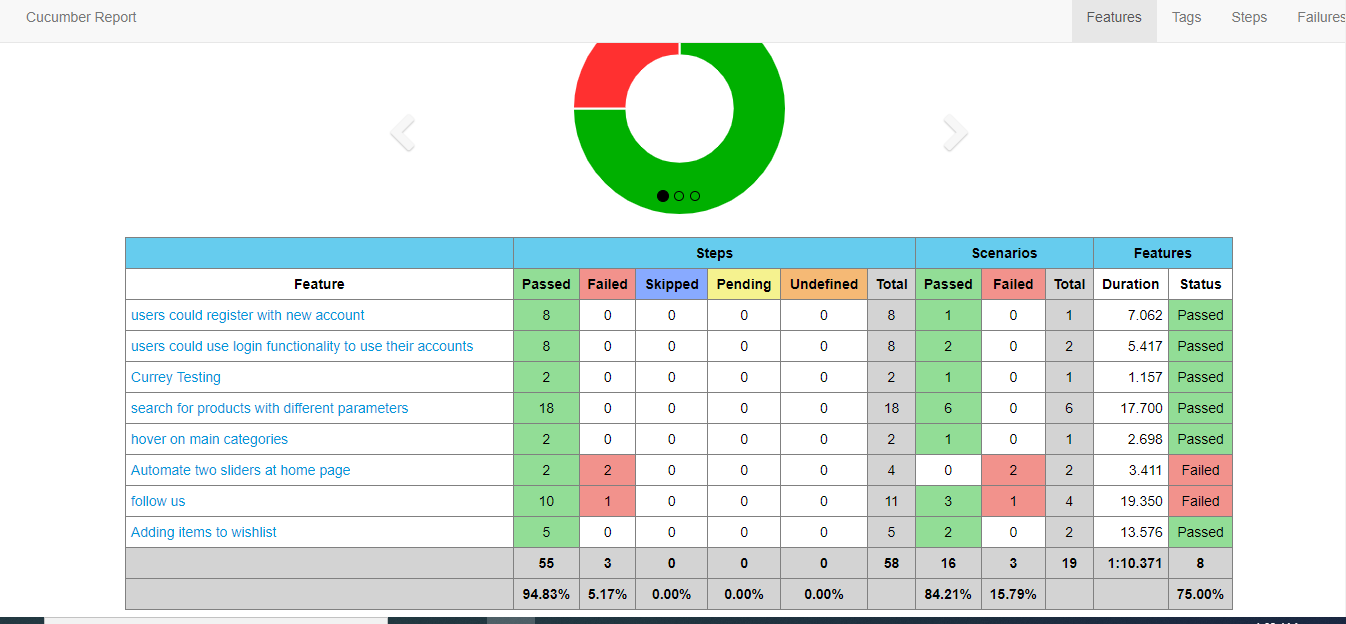 Cucumber Report Features Tags Steps Failures
Steps Scenarios Features
Feature Passed Failed Skipped Pending Undefined Total Passed Failed Total Duration Status
users could register with new account 8 0 0 0 0 8 1 0 1 7.062 Passed
users could use login functionality to use their accounts 8 0 0 0 0 8 2 0 2 5.417 Passed
Currey Testing 2 0 0 0 0 2 1 0 1 1.157 Passed
search for products with different parameters 18 0 0 0 0 18 6 0 6 17.700 Passed
hover on main categories 2 0 0 0 0 2 1 0 1 2.698 Passed
Automate two sliders at home page 2 2 0 0 0 4 0 2 2 3.411 Failed
follow us 10 1 0 0 0 11 3 1 4 19.350 Failed
Adding items to wishlist 5 0 0 0 0 5 2 0 2 13.576 Passed
55 3 0 0 0 58 16 3 19 1:10.371 8
94.83% 5.17% 0.00% 0.00% 0.00% 84.21% 15.79% 75.00%